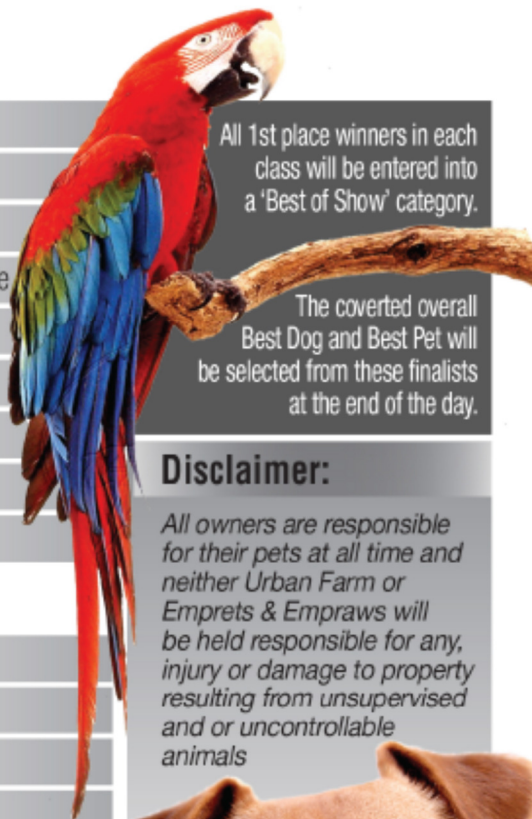 All 1st place winners in each
class will be entered into
a 'Best of Show' category.
The coverted overall
Best Dog and Best Pet will
be selected from these finalists
at the end of the day.
Disclaimer:
All owners are responsible
for their pets at all time and
neither Urban Farm or
Emprets & Empraws will
be held responsible for any,
injury or damage to property
resulting from unsupervised
and or uncontrollable
animals